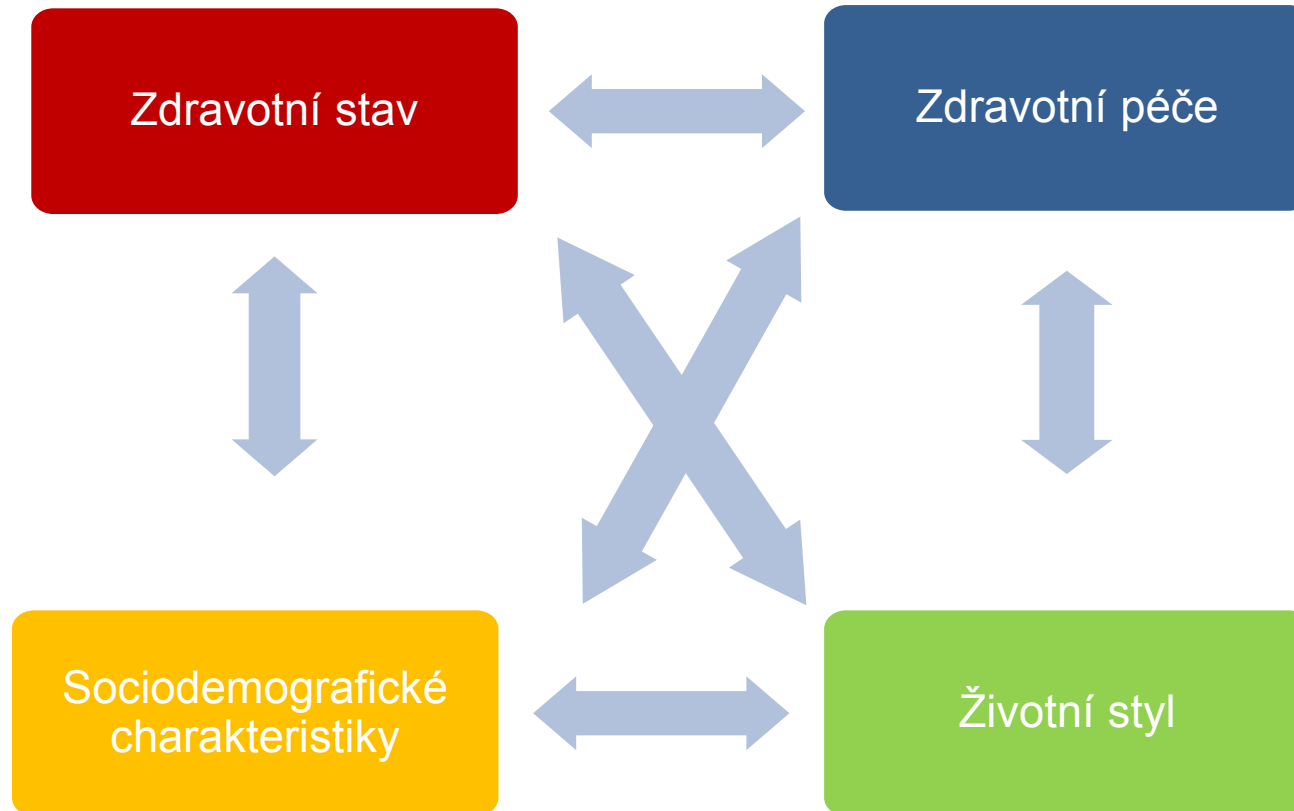 Zdravotní stav
Zdravotní péče
Sociodemografické
charakteristiky
Životní styl